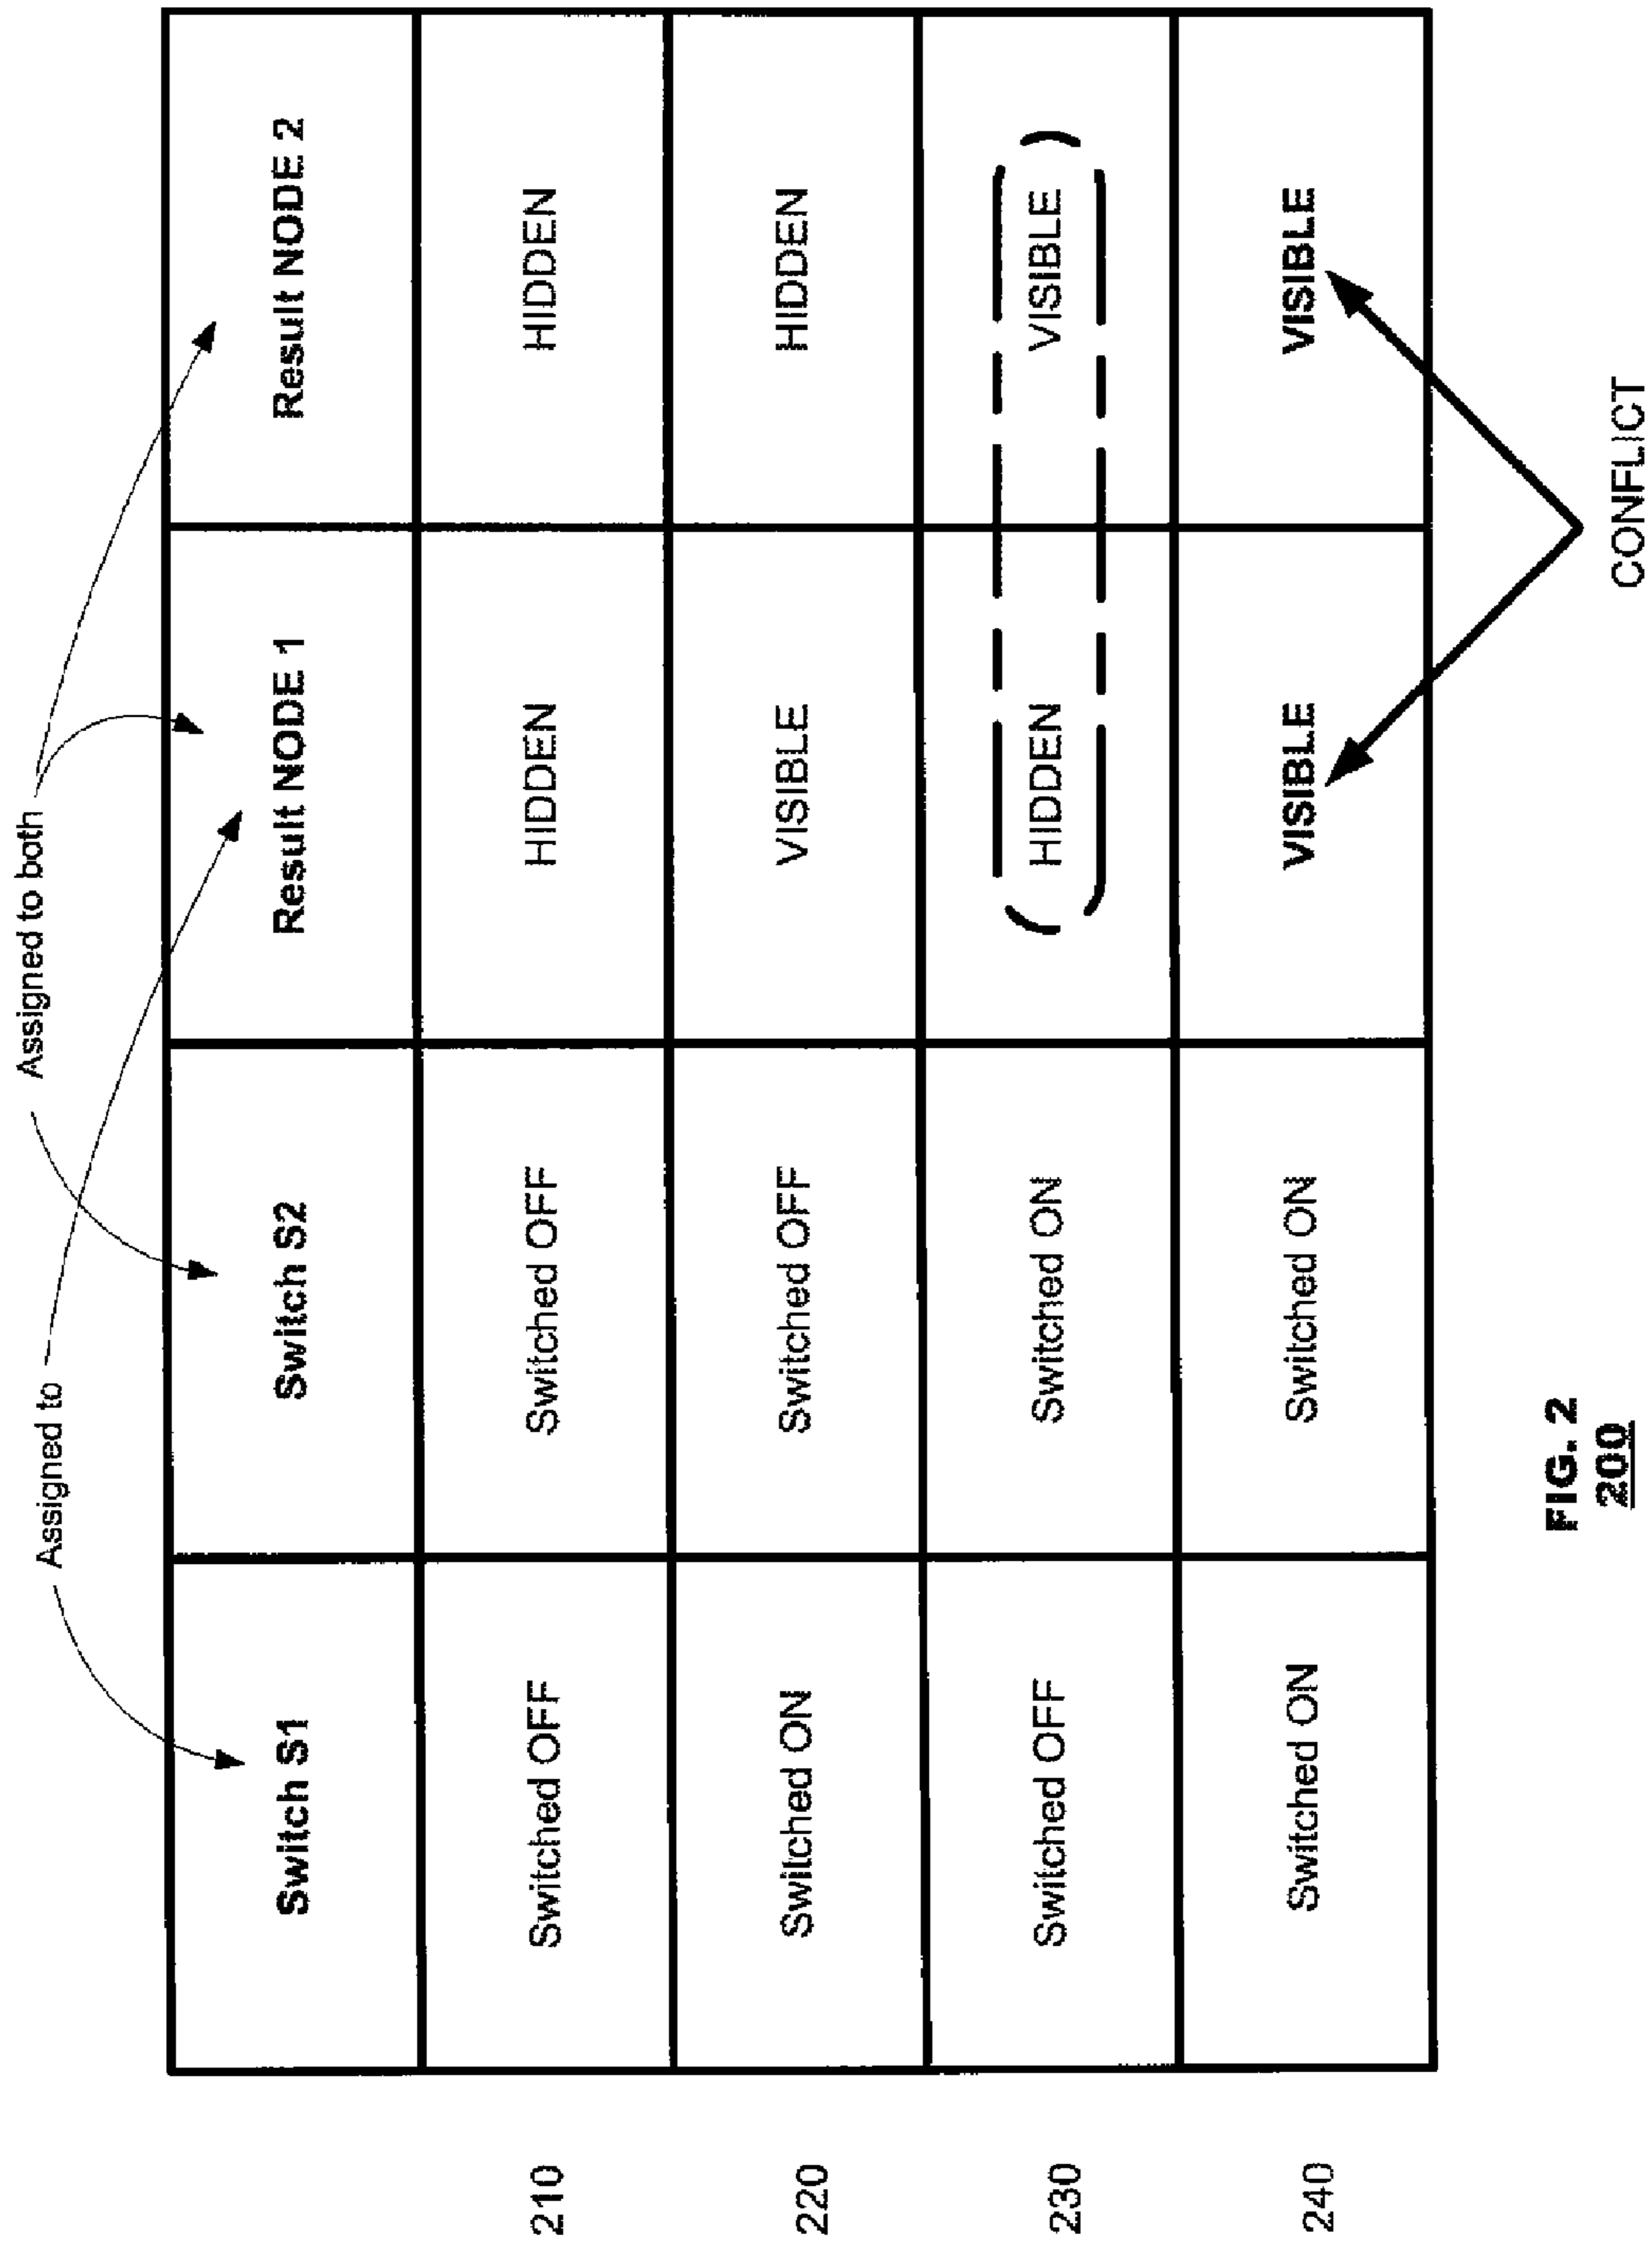 Assigned to both
Assigned to
Switch S1 Switch S2 Result NODE 1 Result NODE 2
210 Switched OFF Switched OFF HIDDEN HIDDEN
220 Switched ON Switched OFF VISIBLE HIDDEN
230 Switched OFF Switched ON HIDDEN VISIBLE
240 Switched ON Switched ON VISIBLE VISIBLE
CONFLICT
FIG. 2
200